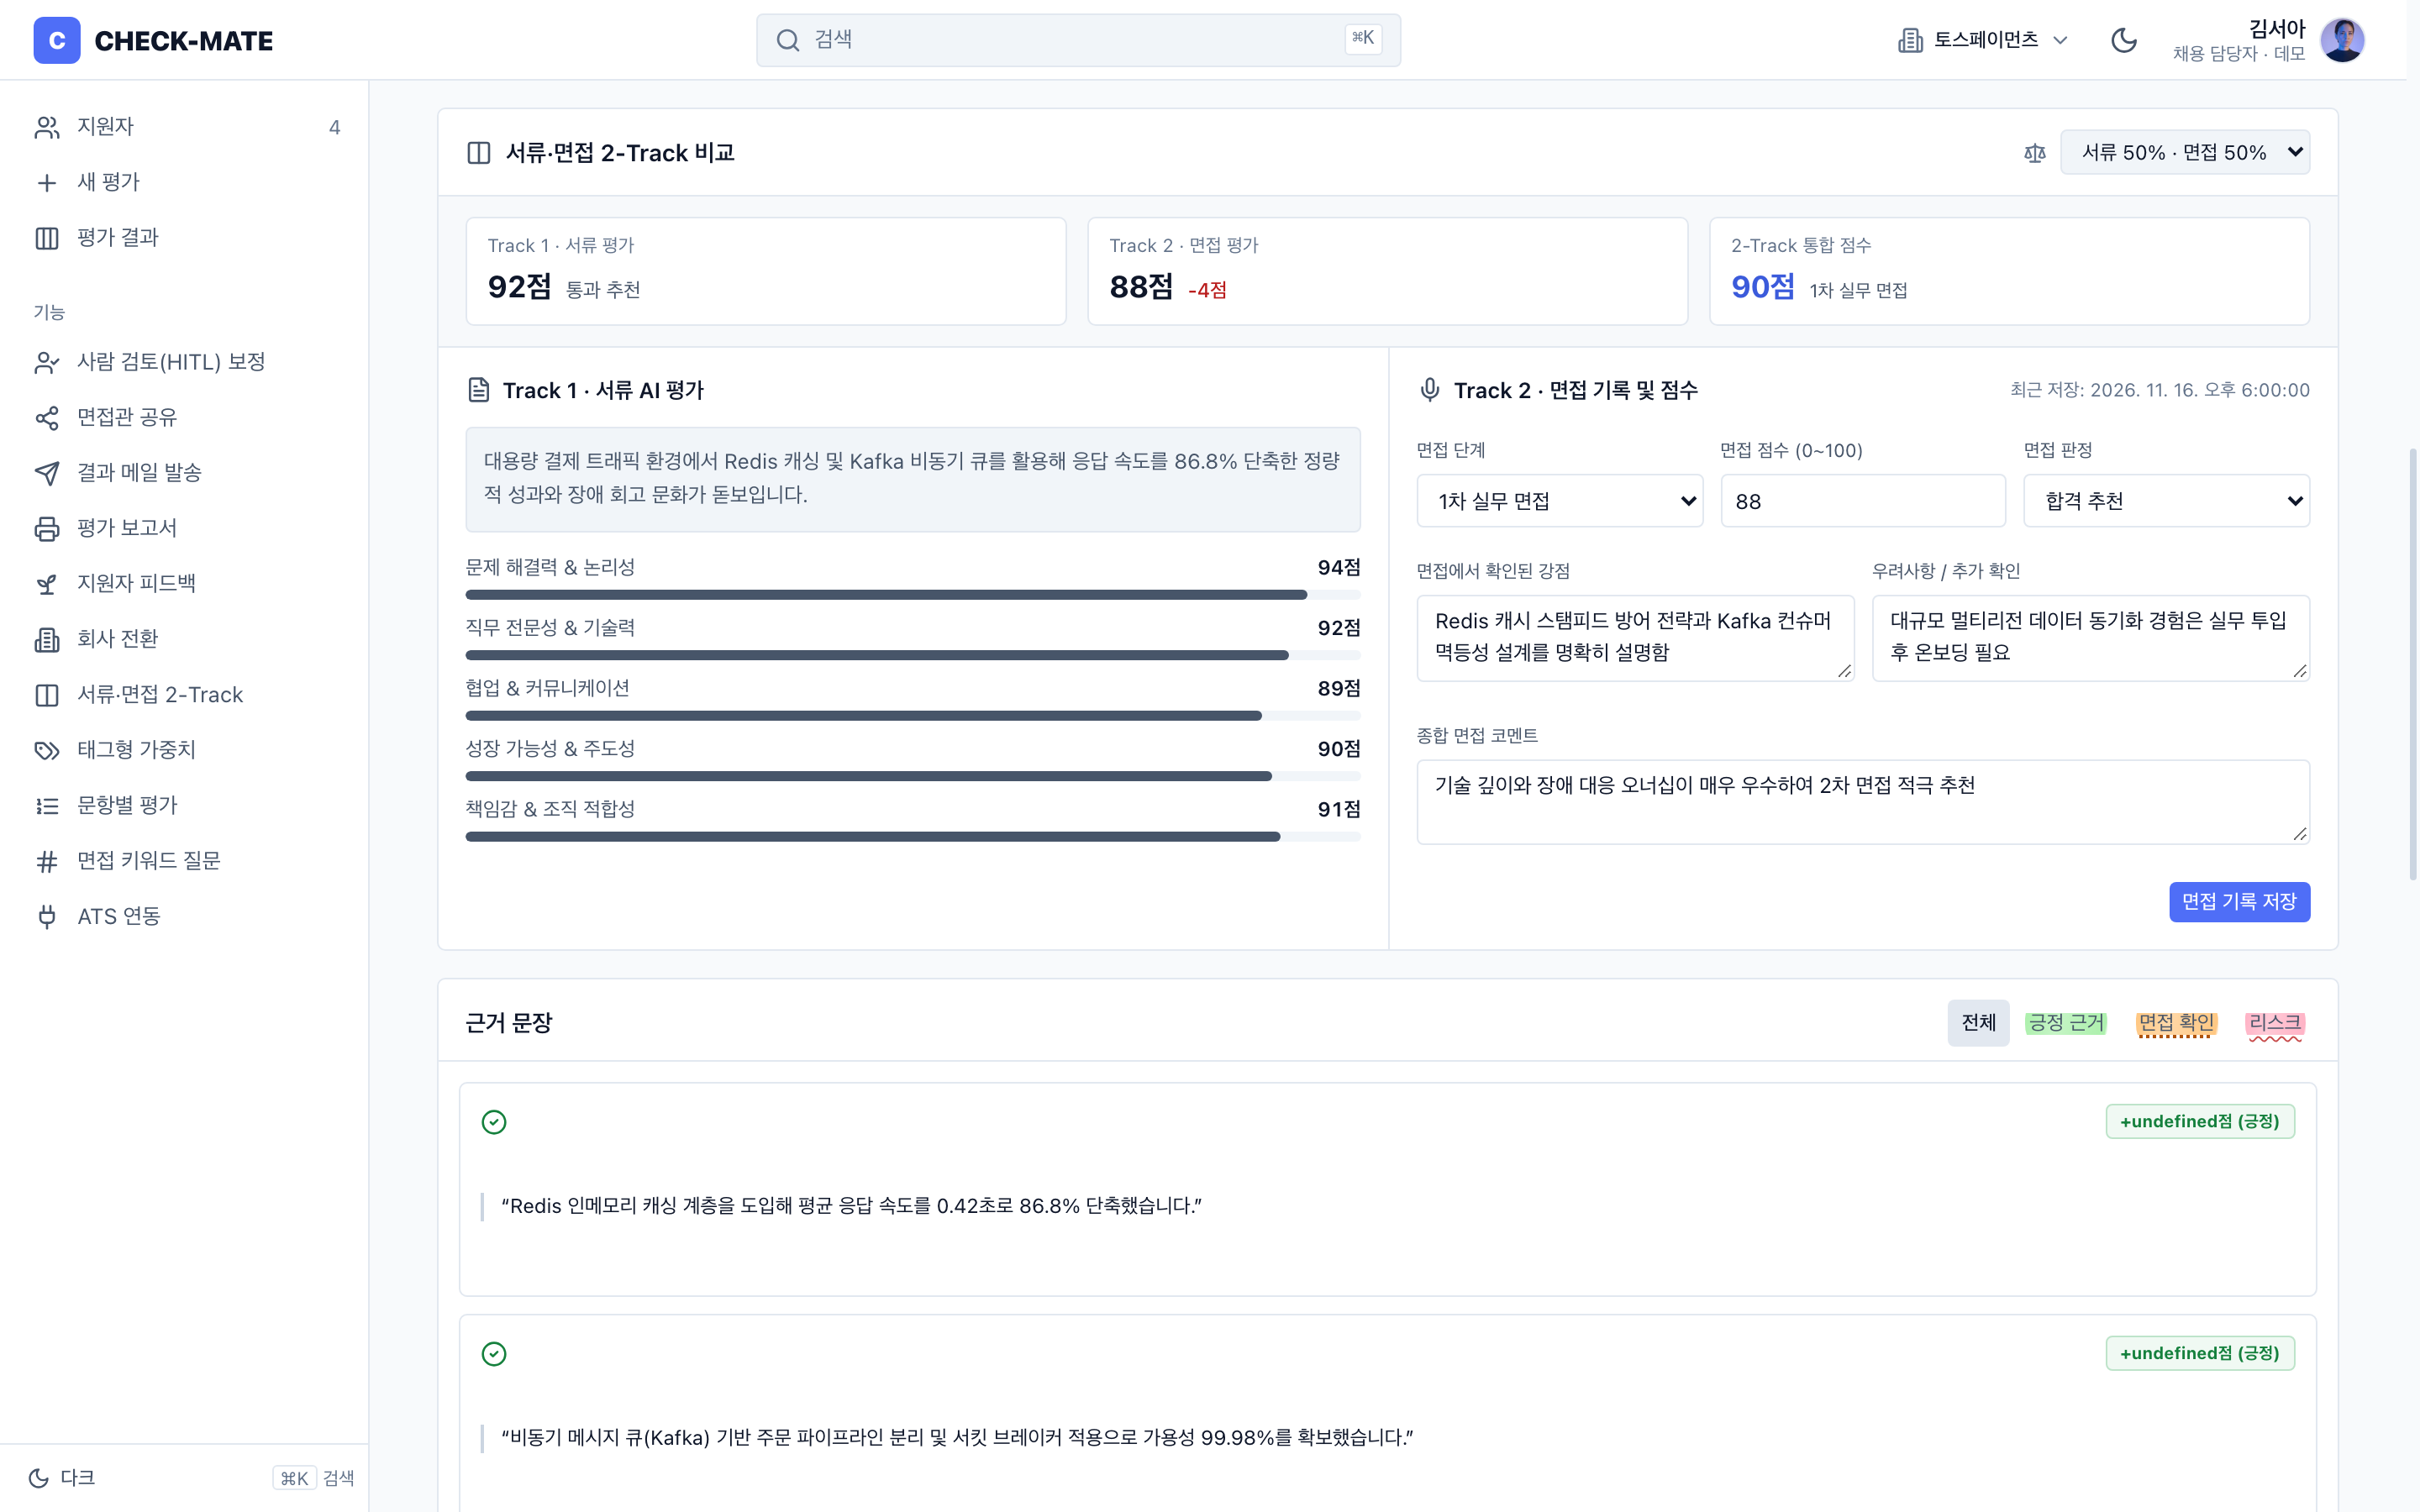 C CHECK-MATE
검색
⌘K
토스페이먼츠
김서아
채용 담당자 · 데모
지원자 4
새 평가
평가 결과
기능
사람 검토(HITL) 보정
면접관 공유
결과 메일 발송
평가 보고서
지원자 피드백
회사 전환
서류·면접 2-Track
태그형 가중치
문항별 평가
면접 키워드 질문
ATS 연동
다크
⌘K 검색
서류·면접 2-Track 비교
서류 50% · 면접 50%
Track 1 · 서류 평가
92점 통과 추천
Track 2 · 면접 평가
88점 -4점
2-Track 통합 점수
90점 1차 실무 면접
Track 1 · 서류 AI 평가
대용량 결제 트래픽 환경에서 Redis 캐싱 및 Kafka 비동기 큐를 활용해 응답 속도를 86.8% 단축한 정량
적 성과와 장애 회고 문화가 돋보입니다.
문제 해결력 & 논리성 94점
직무 전문성 & 기술력 92점
협업 & 커뮤니케이션 89점
성장 가능성 & 주도성 90점
책임감 & 조직 적합성 91점
Track 2 · 면접 기록 및 점수
최근 저장: 2026. 11. 16. 오후 6:00:00
면접 단계
1차 실무 면접
면접 점수 (0~100)
88
면접 판정
합격 추천
면접에서 확인된 강점
Redis 캐시 스탬피드 방어 전략과 Kafka 컨슈머
멱등성 설계를 명확히 설명함
우려사항 / 추가 확인
대규모 멀티리전 데이터 동기화 경험은 실무 투입
후 온보딩 필요
종합 면접 코멘트
기술 깊이와 장애 대응 오너십이 매우 우수하여 2차 면접 적극 추천
면접 기록 저장
근거 문장
전체 긍정 근거 면접 확인 리스크
+undefined점 (긍정)
“Redis 인메모리 캐싱 계층을 도입해 평균 응답 속도를 0.42초로 86.8% 단축했습니다.”
+undefined점 (긍정)
“비동기 메시지 큐(Kafka) 기반 주문 파이프라인 분리 및 서킷 브레이커 적용으로 가용성 99.98%를 확보했습니다.”